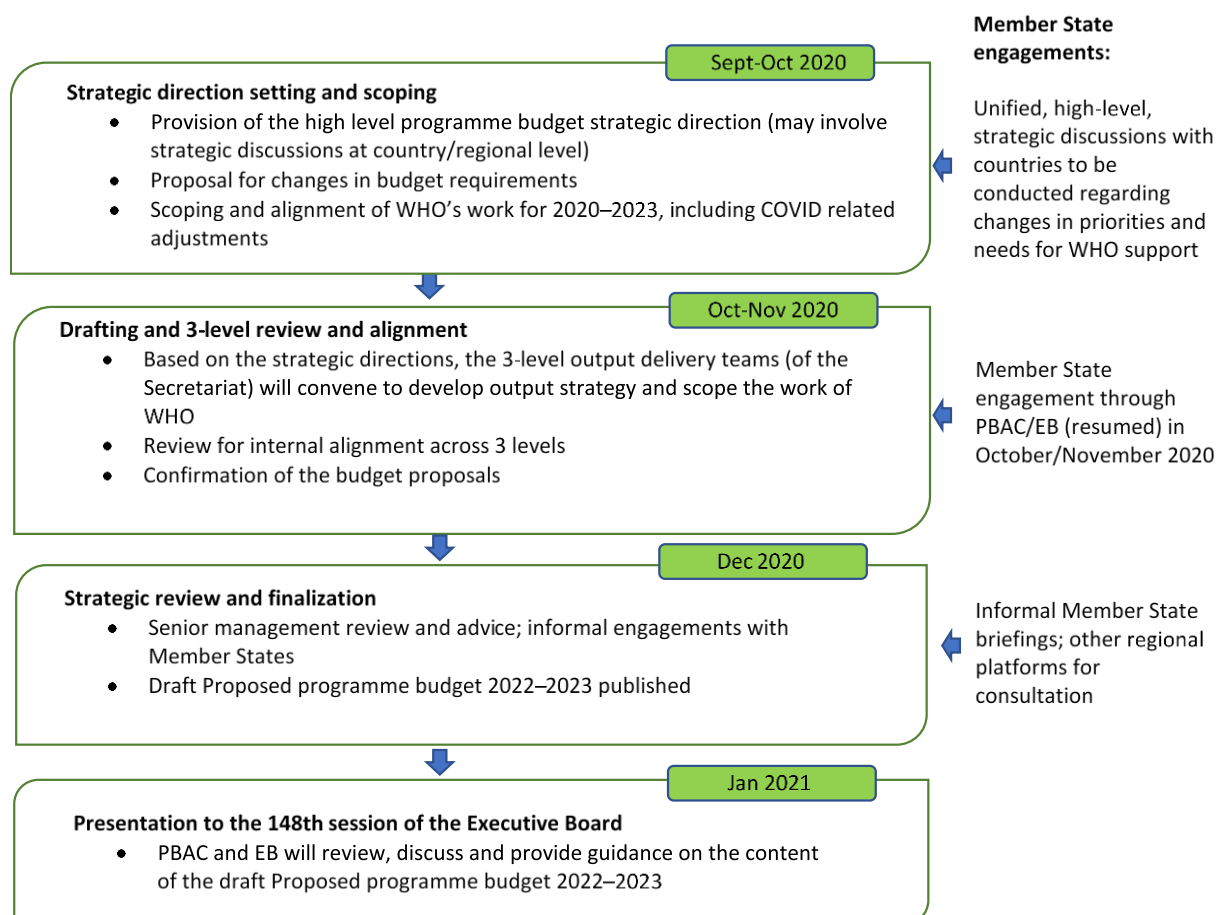 Member State
engagements:
Sept-Oct 2020
Strategic direction setting and scoping
● Provision of the high level programme budget strategic direction (may involve
strategic discussions at country/regional level)
● Proposal for changes in budget requirements
● Scoping and alignment of WHO’s work for 2020–2023, including COVID related
adjustments
Unified, high-level,
strategic discussions with
countries to be
conducted regarding
changes in priorities and
needs for WHO support
Oct-Nov 2020
Drafting and 3-level review and alignment
● Based on the strategic directions, the 3-level output delivery teams (of the
Secretariat) will convene to develop output strategy and scope the work of
WHO
● Review for internal alignment across 3 levels
● Confirmation of the budget proposals
Member State
engagement through
PBAC/EB (resumed) in
October/November 2020
Dec 2020
Strategic review and finalization
● Senior management review and advice; informal engagements with
Member States
● Draft Proposed programme budget 2022–2023 published
Informal Member State
briefings; other regional
platforms for
consultation
Jan 2021
Presentation to the 148th session of the Executive Board
● PBAC and EB will review, discuss and provide guidance on the content
of the draft Proposed programme budget 2022–2023